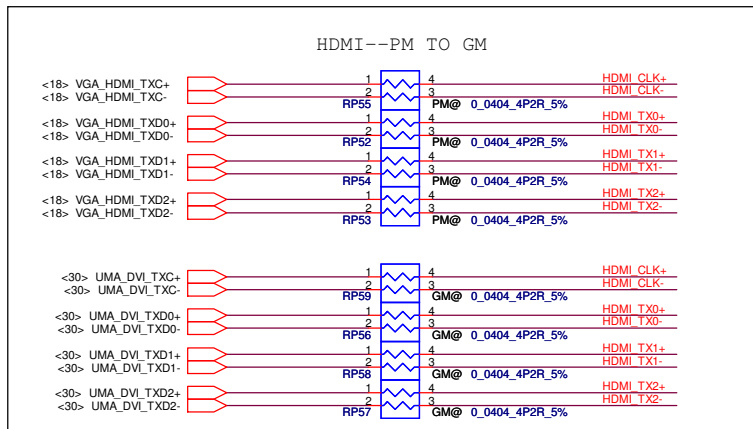 HDMI--PM TO GM
<18> VGA_HDMI_TXC+ 1 4 HDMI_CLK+
<18> VGA_HDMI_TXC- 2 3 HDMI_CLK-
RP55 PM@ 0_0404_4P2R_5%
<18> VGA_HDMI_TXD0+ 1 4 HDMI_TX0+
<18> VGA_HDMI_TXD0- 2 3 HDMI_TX0-
RP52 PM@ 0_0404_4P2R_5%
<18> VGA_HDMI_TXD1+ 1 4 HDMI_TX1+
<18> VGA_HDMI_TXD1- 2 3 HDMI_TX1-
RP54 PM@ 0_0404_4P2R_5%
<18> VGA_HDMI_TXD2+ 1 4 HDMI_TX2+
<18> VGA_HDMI_TXD2- 2 3 HDMI_TX2-
RP53 PM@ 0_0404_4P2R_5%
<30> UMA_DVI_TXC+ 1 4 HDMI_CLK+
<30> UMA_DVI_TXC- 2 3 HDMI_CLK-
RP59 GM@ 0_0404_4P2R_5%
<30> UMA_DVI_TXD0+ 1 4 HDMI_TX0+
<30> UMA_DVI_TXD0- 2 3 HDMI_TX0-
RP56 GM@ 0_0404_4P2R_5%
<30> UMA_DVI_TXD1+ 1 4 HDMI_TX1+
<30> UMA_DVI_TXD1- 2 3 HDMI_TX1-
RP58 GM@ 0_0404_4P2R_5%
<30> UMA_DVI_TXD2+ 1 4 HDMI_TX2+
<30> UMA_DVI_TXD2- 2 3 HDMI_TX2-
RP57 GM@ 0_0404_4P2R_5%